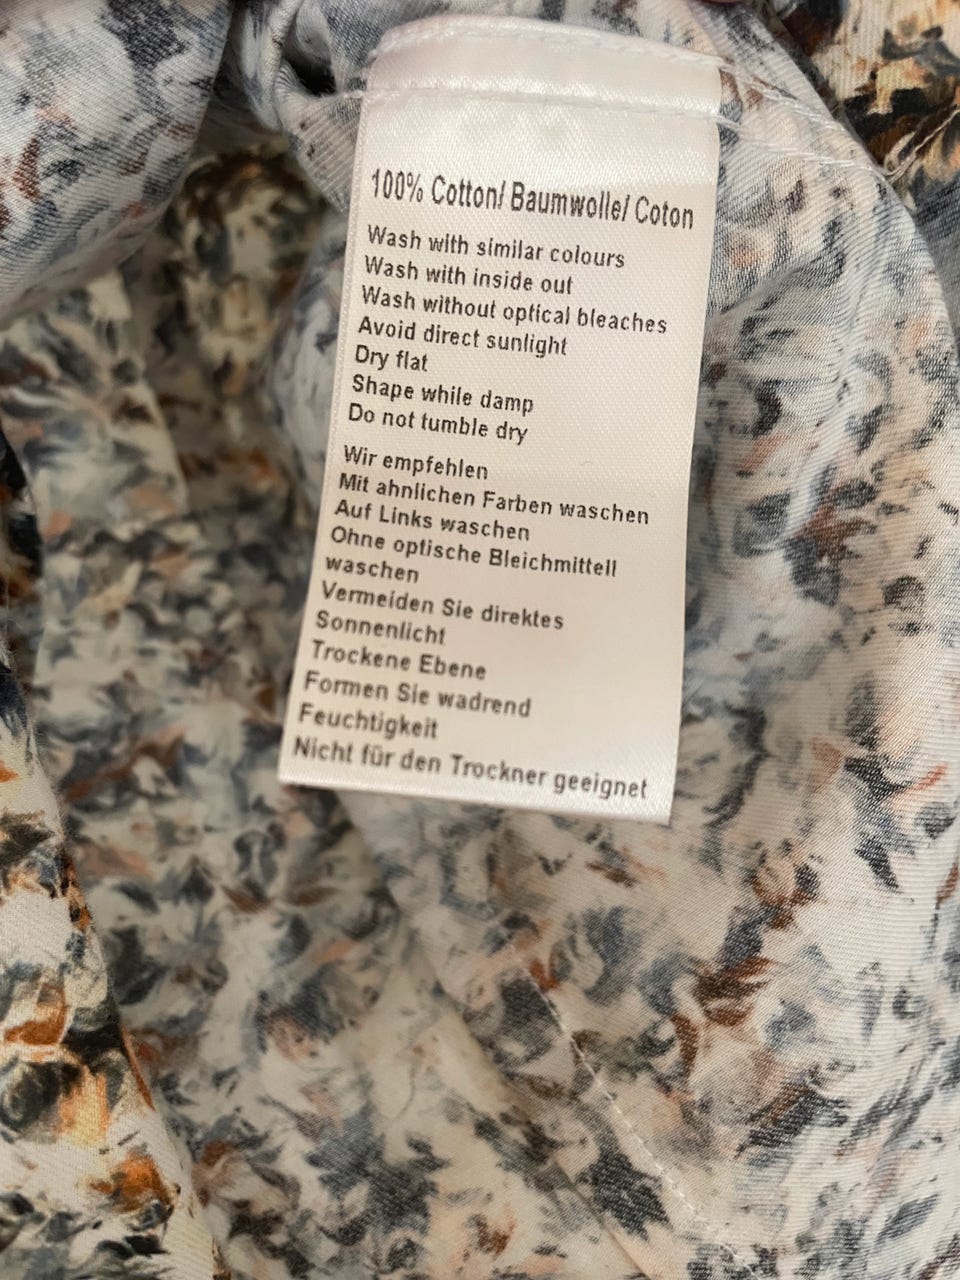 100% Cotton/ Baumwolle/ Coton
Wash with similar colours
Wash with inside out
Wash without optical bleaches
Avoid direct sunlight
Dry flat
Shape while damp
Do not tumble dry
Wir empfehlen
Mit ahnlichen Farben waschen
Auf Links waschen
Ohne optische Bleichmittell
waschen
Vermeiden Sie direktes
Sonnenlicht
Trockene Ebene
Formen Sie wadrend
Feuchtigkeit
Nicht für den Trockner geeignet